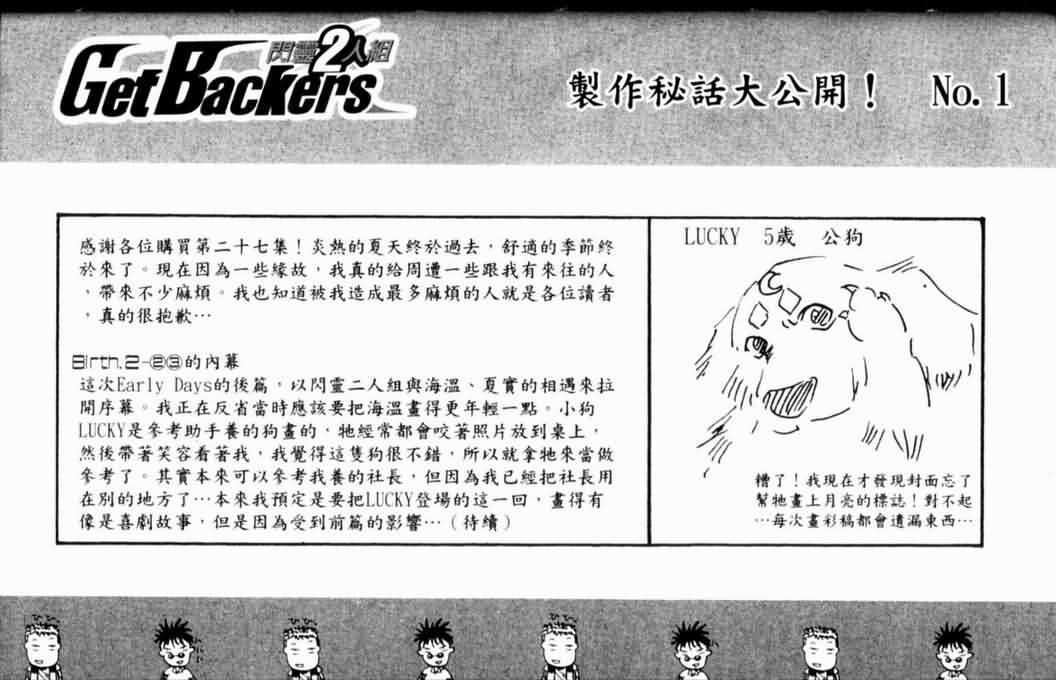 GetBackers
閃靈2人組
製作秘話大公開！ No.1
感謝各位購買第二十七集！炎熱的夏天終於過去，舒適的季節終
於來了。現在因為一些緣故，我真的給周遭一些跟我有來往的人
，帶來不少麻煩。我也知道被我造成最多麻煩的人就是各位讀者
，真的很抱歉…
Birth.2-②③的內幕
這次Early Days的後篇，以閃靈二人組與海溫、夏實的相遇來拉
開序幕。我正在反省當時應該要把海溫畫得更年輕一點。小狗
LUCKY是參考助手養的狗畫的，牠經常都會咬著照片放到桌上，
然後帶著笑容看著我，我覺得這隻狗很不錯，所以就拿牠來當做
參考了。其實本來可以參考我養的社長，但因為我已經把社長用
在別的地方了…本來我預定是要把LUCKY登場的這一回，畫得有
像是喜劇故事，但是因為受到前篇的影響…（待續）
LUCKY 5歲 公狗
糟了！我現在才發現封面忘了
幫牠畫上月亮的標誌！對不起
…每次畫彩稿都會遺漏東西…